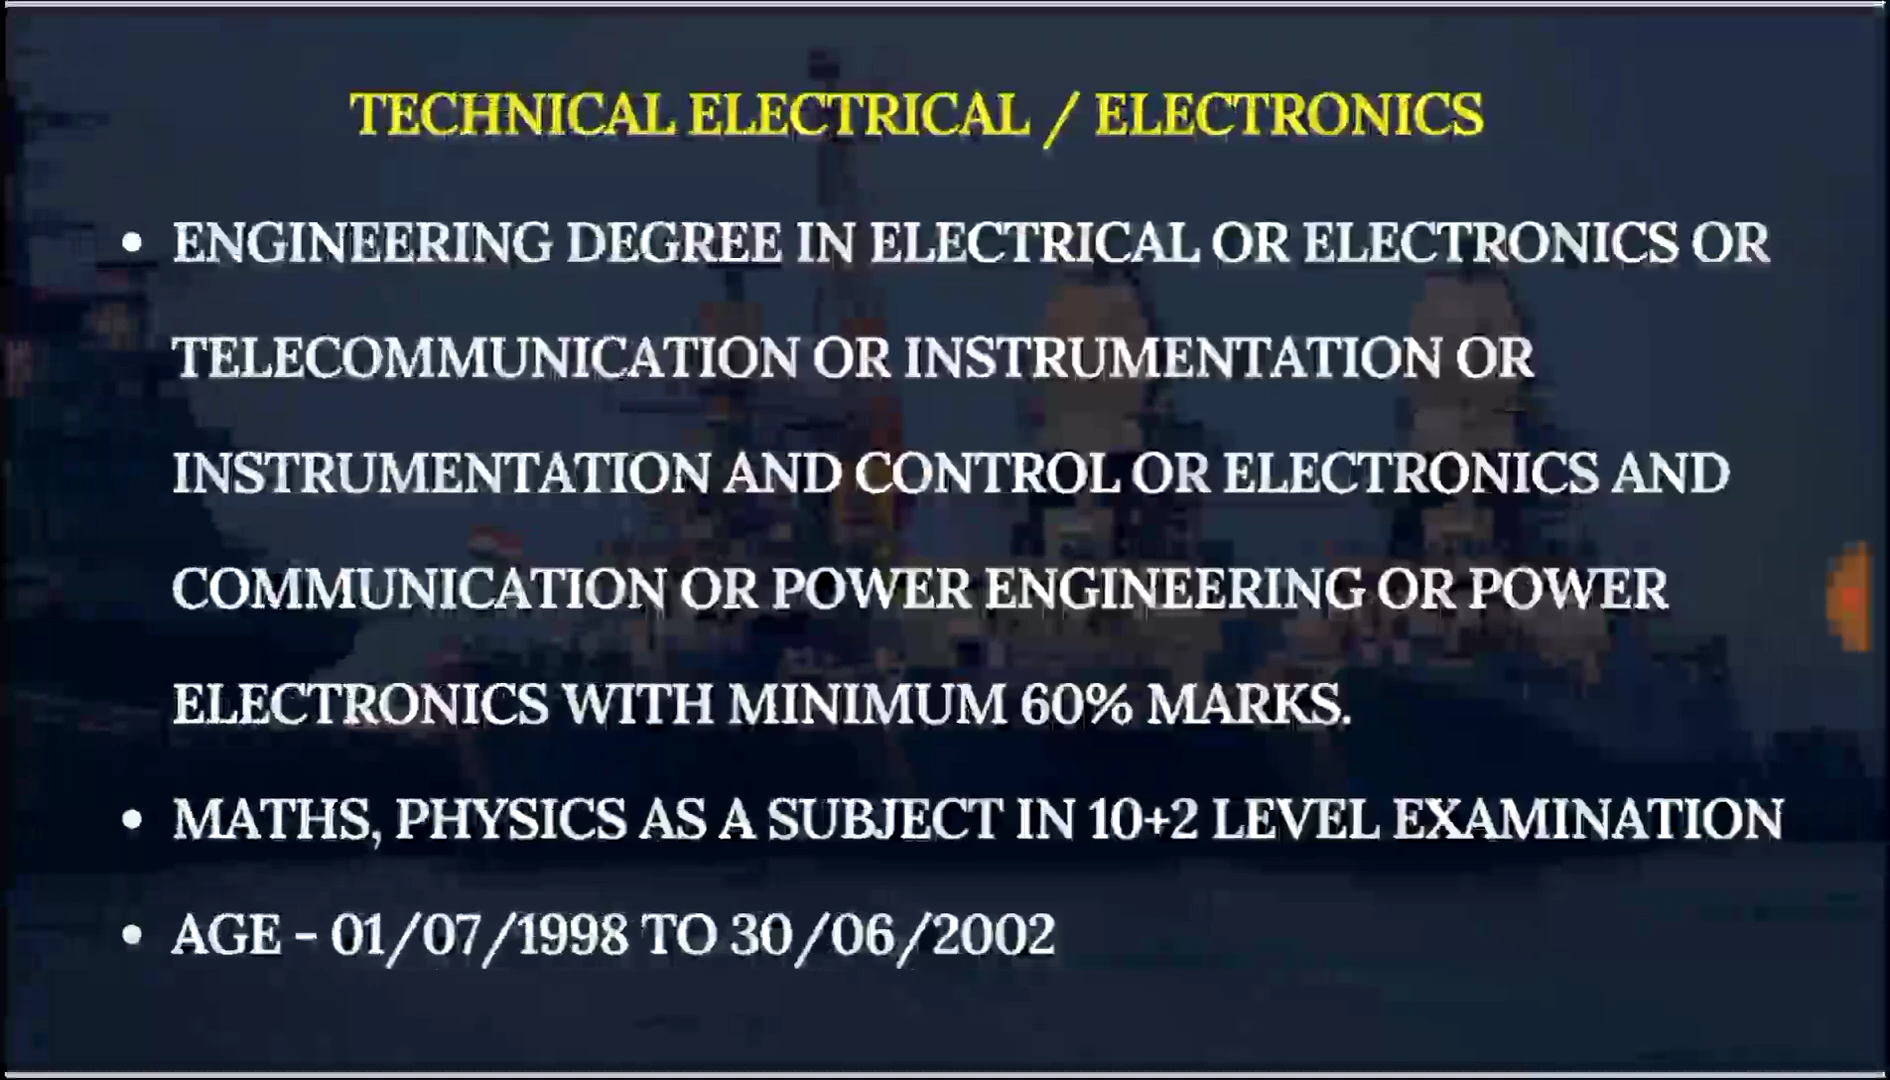 TECHNICAL ELECTRICAL / ELECTRONICS
• ENGINEERING DEGREE IN ELECTRICAL OR ELECTRONICS OR
TELECOMMUNICATION OR INSTRUMENTATION OR
INSTRUMENTATION AND CONTROL OR ELECTRONICS AND
COMMUNICATION OR POWER ENGINEERING OR POWER
ELECTRONICS WITH MINIMUM 60% MARKS.
• MATHS, PHYSICS AS A SUBJECT IN 10+2 LEVEL EXAMINATION
• AGE - 01/07/1998 TO 30/06/2002